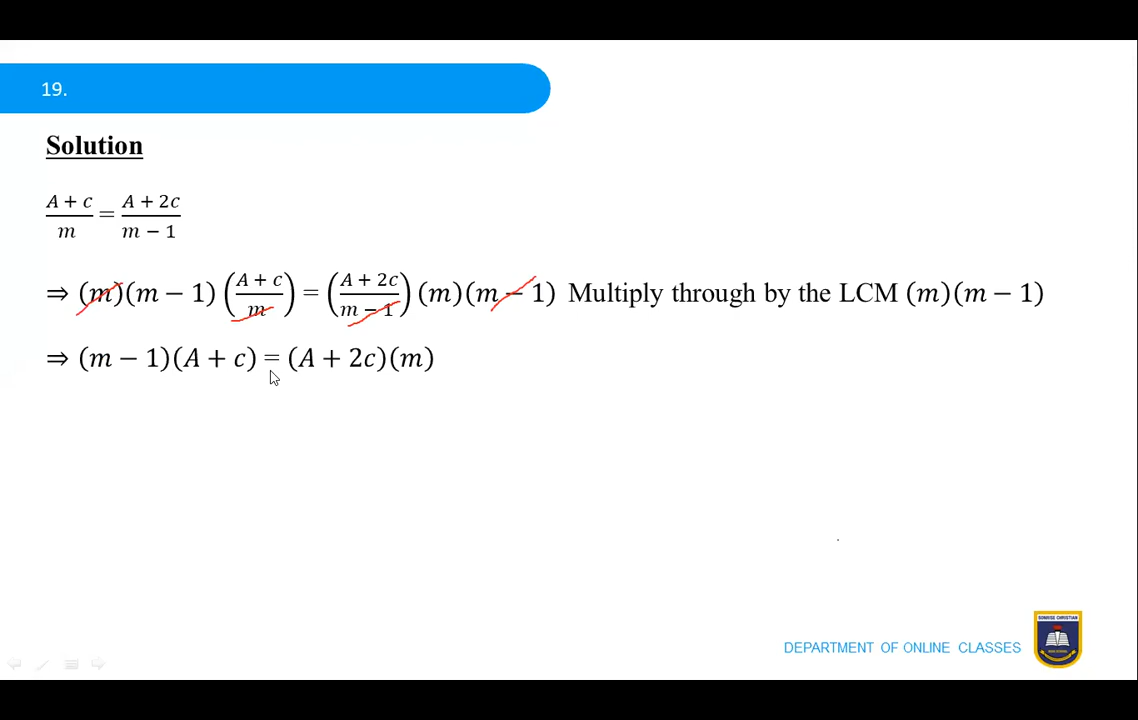 19.
Solution
(A + c)/m = (A + 2c)/(m − 1)
⇒ (m)(m − 1)((A + c)/m) = ((A + 2c)/(m − 1))(m)(m − 1) Multiply through by the LCM (m)(m − 1)
⇒ (m − 1)(A + c) = (A + 2c)(m)
DEPARTMENT OF ONLINE CLASSES